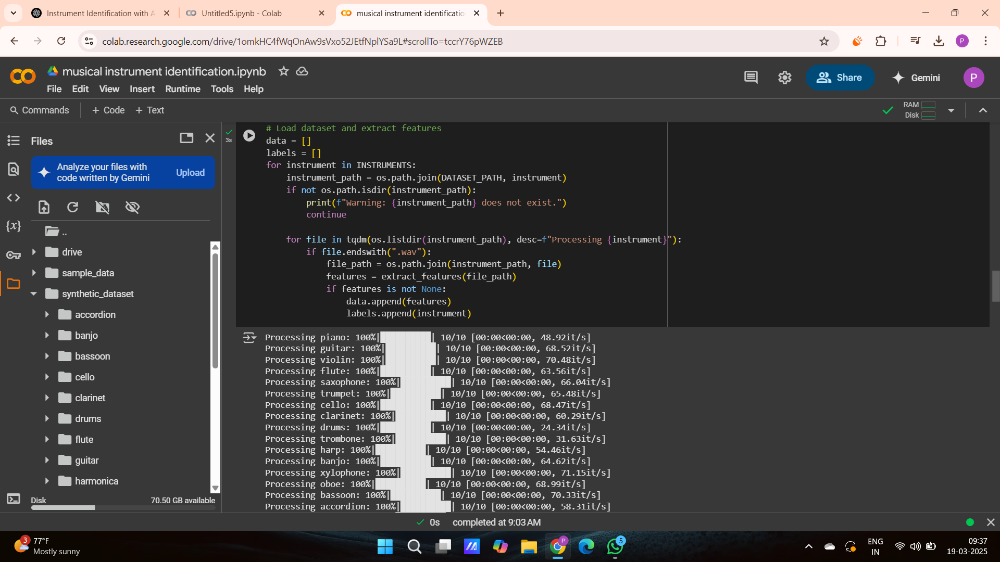 Instrument Identification with A
Untitled5.ipynb - Colab
musical instrument identificatio
colab.research.google.com/drive/1omkHC4fWqOnAw9sVxo52JEtfNplYSa9L#scrollTo=tccrY76pWZEB
P
musical instrument identification.ipynb
File Edit View Insert Runtime Tools Help
Share
Gemini
P
Commands
+ Code
+ Text
RAM
Disk
Files
Analyze your files with
code written by Gemini
Upload
{x}
..
drive
sample_data
synthetic_dataset
accordion
banjo
bassoon
cello
clarinet
drums
flute
guitar
harmonica
Disk
70.50 GB available
3s
# Load dataset and extract features
data = []
labels = []
for instrument in INSTRUMENTS:
    instrument_path = os.path.join(DATASET_PATH, instrument)
    if not os.path.isdir(instrument_path):
        print(f"Warning: {instrument_path} does not exist.")
        continue
    for file in tqdm(os.listdir(instrument_path), desc=f"Processing {instrument}"):
        if file.endswith(".wav"):
            file_path = os.path.join(instrument_path, file)
            features = extract_features(file_path)
            if features is not None:
                data.append(features)
                labels.append(instrument)
Processing piano: 100%|██████████| 10/10 [00:00<00:00, 48.92it/s]
Processing guitar: 100%|██████████| 10/10 [00:00<00:00, 68.52it/s]
Processing violin: 100%|██████████| 10/10 [00:00<00:00, 70.48it/s]
Processing flute: 100%|██████████| 10/10 [00:00<00:00, 63.56it/s]
Processing saxophone: 100%|██████████| 10/10 [00:00<00:00, 66.04it/s]
Processing trumpet: 100%|██████████| 10/10 [00:00<00:00, 65.48it/s]
Processing cello: 100%|██████████| 10/10 [00:00<00:00, 68.47it/s]
Processing clarinet: 100%|██████████| 10/10 [00:00<00:00, 60.29it/s]
Processing drums: 100%|██████████| 10/10 [00:00<00:00, 24.34it/s]
Processing trombone: 100%|██████████| 10/10 [00:00<00:00, 31.63it/s]
Processing harp: 100%|██████████| 10/10 [00:00<00:00, 54.46it/s]
Processing banjo: 100%|██████████| 10/10 [00:00<00:00, 64.62it/s]
Processing xylophone: 100%|██████████| 10/10 [00:00<00:00, 71.15it/s]
Processing oboe: 100%|██████████| 10/10 [00:00<00:00, 68.99it/s]
Processing bassoon: 100%|██████████| 10/10 [00:00<00:00, 70.33it/s]
Processing accordion: 100%|██████████| 10/10 [00:00<00:00, 58.31it/s]
0s completed at 9:03 AM
3
77°F
Mostly sunny
P
5
ENG
IN
09:37
19-03-2025